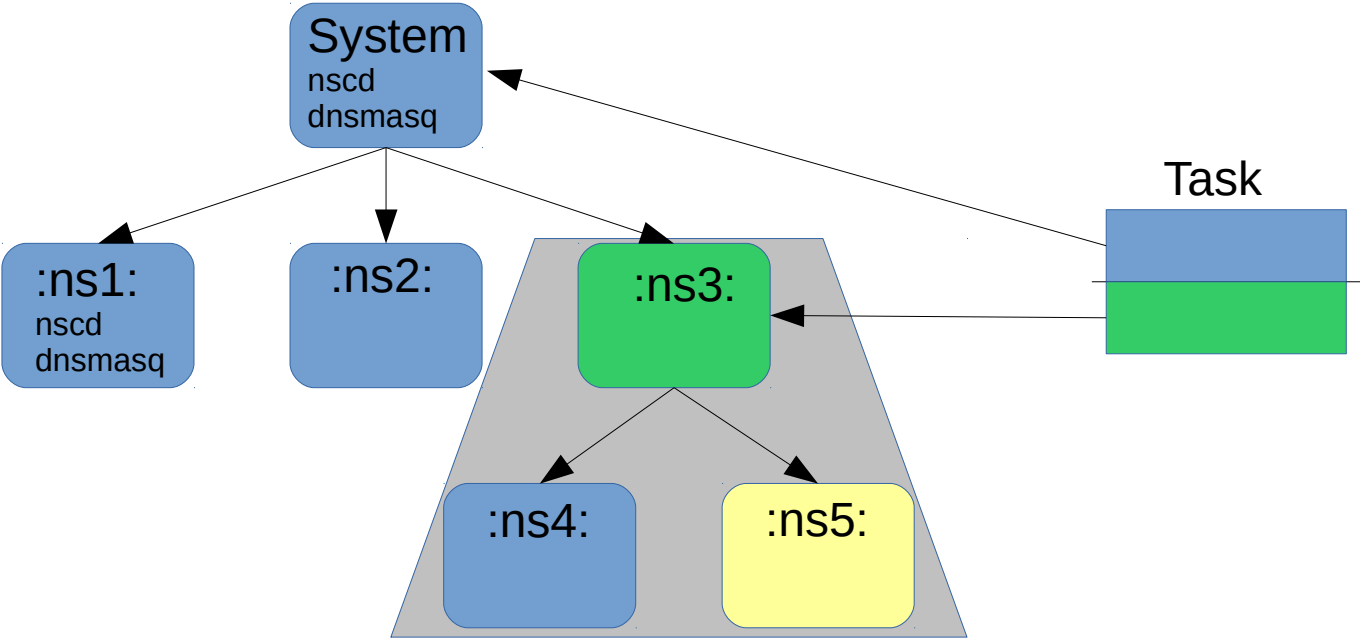 System
nscd
dnsmasq
Task
:ns1:
nscd
dnsmasq
:ns2:
:ns3:
:ns4:
:ns5: